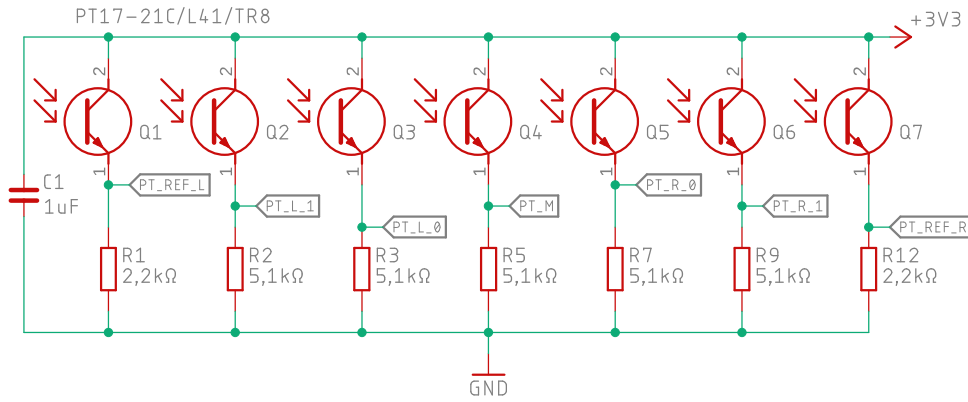 PT17-21C/L41/TR8
+3V3
2
2
2
2
2
2
2
Q1
Q2
Q3
Q4
Q5
Q6
Q7
1
1
1
1
1
1
1
PT_REF_L
PT_L_1
PT_L_0
PT_M
PT_R_0
PT_R_1
PT_REF_R
C1
1uF
R1
2,2kΩ
R2
5,1kΩ
R3
5,1kΩ
R5
5,1kΩ
R7
5,1kΩ
R9
5,1kΩ
R12
2,2kΩ
GND